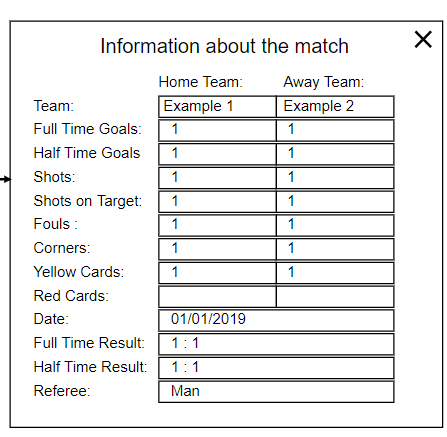 Information about the match
Home Team: Away Team:
Team: Example 1 Example 2
Full Time Goals: 1 1
Half Time Goals 1 1
Shots: 1 1
Shots on Target: 1 1
Fouls : 1 1
Corners: 1 1
Yellow Cards: 1 1
Red Cards:
Date: 01/01/2019
Full Time Result: 1 : 1
Half Time Result: 1 : 1
Referee: Man